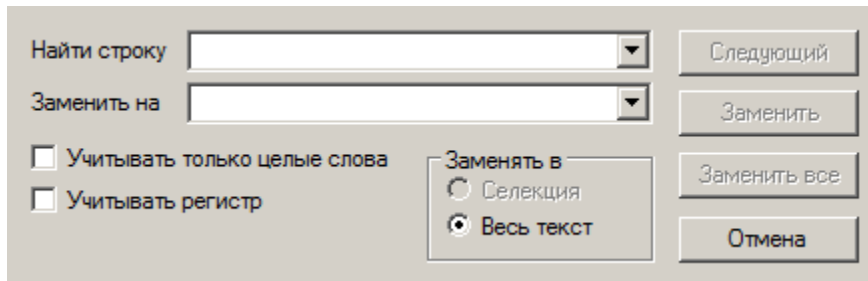 Найти строку
Следующий
Заменить на
Заменить
Учитывать только целые слова
Заменять в
Заменить все
Селекция
Учитывать регистр
Весь текст
Отмена